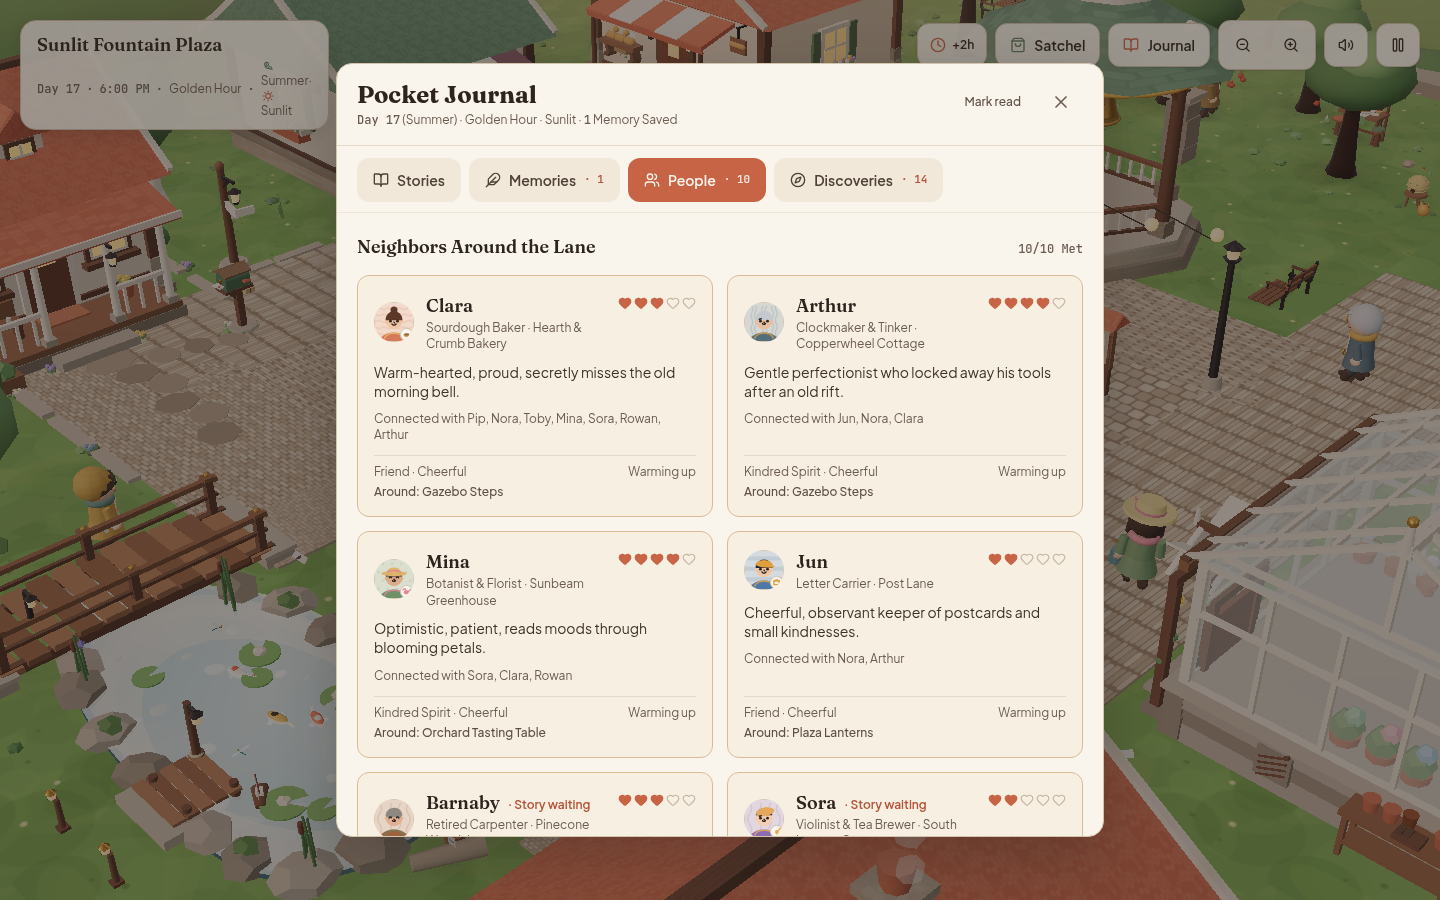 Sunlit Fountain Plaza
Day 17 · 6:00 PM · Golden Hour ·
Summer·
Sunlit
+2h
Satchel
Journal
Pocket Journal
Day 17 (Summer) · Golden Hour · Sunlit · 1 Memory Saved
Mark read
Stories
Memories · 1
People · 10
Discoveries · 14
Neighbors Around the Lane
10/10 Met
Clara
Sourdough Baker · Hearth &
Crumb Bakery
Warm-hearted, proud, secretly misses the old
morning bell.
Connected with Pip, Nora, Toby, Mina, Sora, Rowan,
Arthur
Friend · Cheerful
Warming up
Around: Gazebo Steps
Arthur
Clockmaker & Tinker ·
Copperwheel Cottage
Gentle perfectionist who locked away his tools
after an old rift.
Connected with Jun, Nora, Clara
Kindred Spirit · Cheerful
Warming up
Around: Gazebo Steps
Mina
Botanist & Florist · Sunbeam
Greenhouse
Optimistic, patient, reads moods through
blooming petals.
Connected with Sora, Clara, Rowan
Kindred Spirit · Cheerful
Warming up
Around: Orchard Tasting Table
Jun
Letter Carrier · Post Lane
Cheerful, observant keeper of postcards and
small kindnesses.
Connected with Nora, Arthur
Friend · Cheerful
Warming up
Around: Plaza Lanterns
Barnaby · Story waiting
Retired Carpenter · Pinecone
Sora · Story waiting
Violinist & Tea Brewer · South